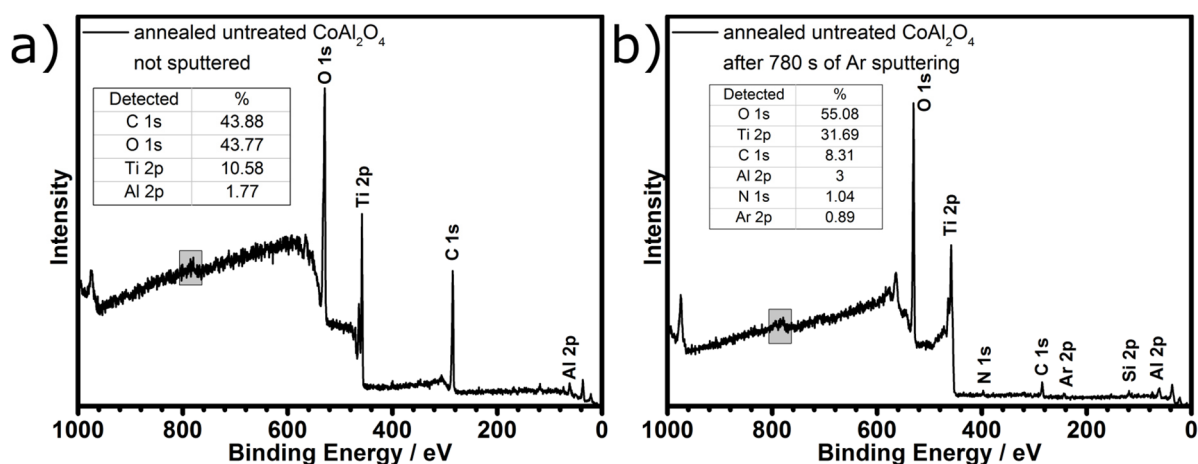 a)
annealed untreated CoAl₂O₄
not sputtered
Detected %
C 1s 43.88
O 1s 43.77
Ti 2p 10.58
Al 2p 1.77
O 1s
Ti 2p
C 1s
Al 2p
Intensity
1000 800 600 400 200 0
Binding Energy / eV
b)
annealed untreated CoAl₂O₄
after 780 s of Ar sputtering
Detected %
O 1s 55.08
Ti 2p 31.69
C 1s 8.31
Al 2p 3
N 1s 1.04
Ar 2p 0.89
O 1s
Ti 2p
N 1s
C 1s
Ar 2p
Si 2p
Al 2p
Intensity
1000 800 600 400 200 0
Binding Energy / eV